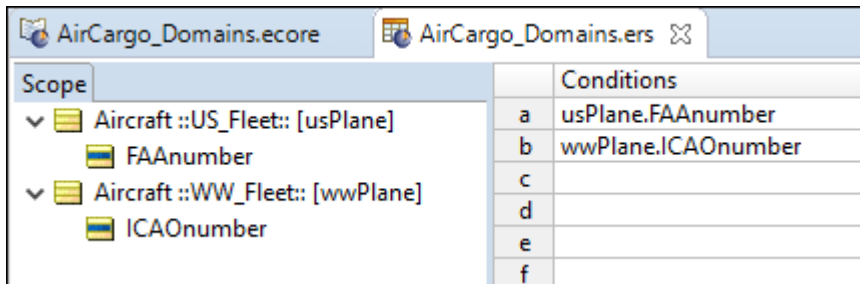 AirCargo_Domains.ecore
AirCargo_Domains.ers
Scope
Aircraft ::US_Fleet:: [usPlane]
FAAnumber
Aircraft ::WW_Fleet:: [wwPlane]
ICAOnumber
Conditions
a usPlane.FAAnumber
b wwPlane.ICAOnumber
c
d
e
f